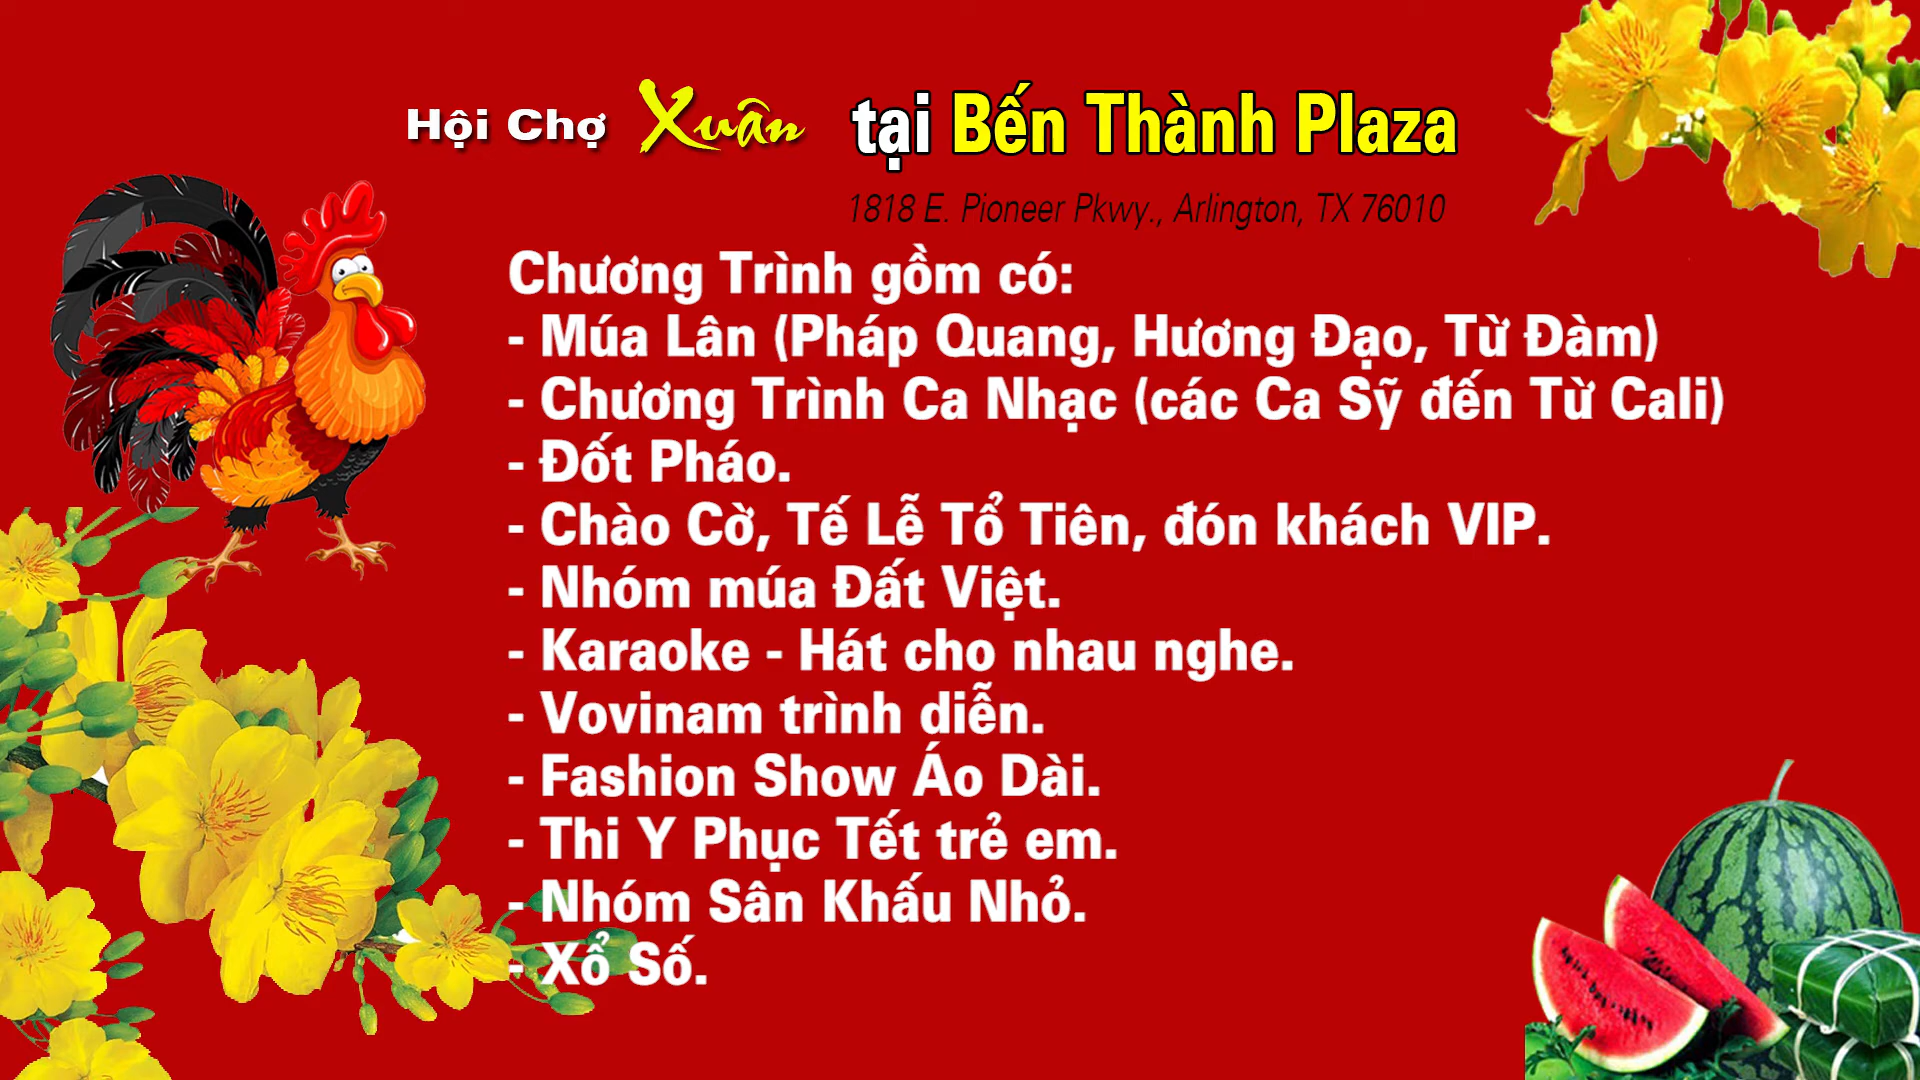 Hội Chợ Xuân tại Bến Thành Plaza
1818 E. Pioneer Pkwy., Arlington, TX 76010
Chương Trình gồm có:
- Múa Lân (Pháp Quang, Hương Đạo, Từ Đàm)
- Chương Trình Ca Nhạc (các Ca Sỹ đến Từ Cali)
- Đốt Pháo.
- Chào Cờ, Tế Lễ Tổ Tiên, đón khách VIP.
- Nhóm múa Đất Việt.
- Karaoke - Hát cho nhau nghe.
- Vovinam trình diễn.
- Fashion Show Áo Dài.
- Thi Y Phục Tết trẻ em.
- Nhóm Sân Khấu Nhỏ.
- Xổ Số.